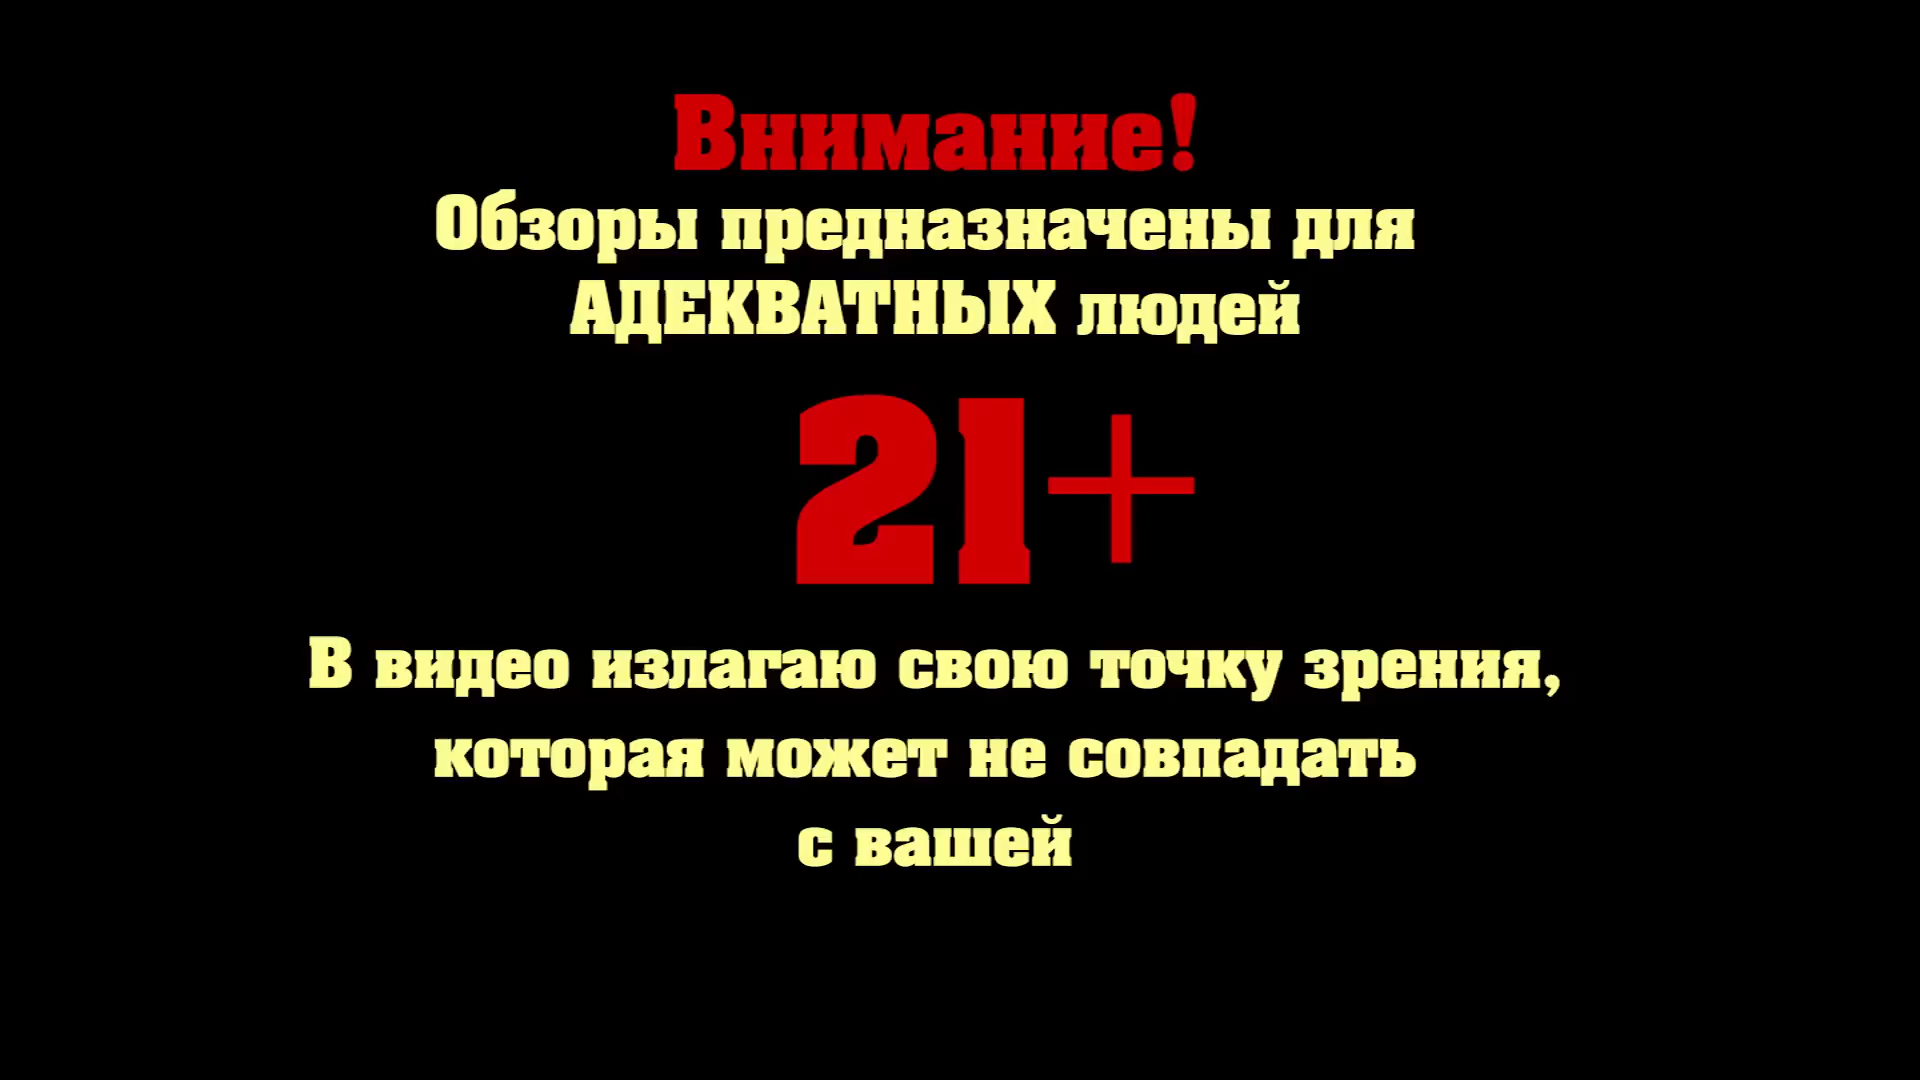 Внимание!
Обзоры предназначены для
АДЕКВАТНЫХ людей
21+
В видео излагаю свою точку зрения,
которая может не совпадать
с вашей